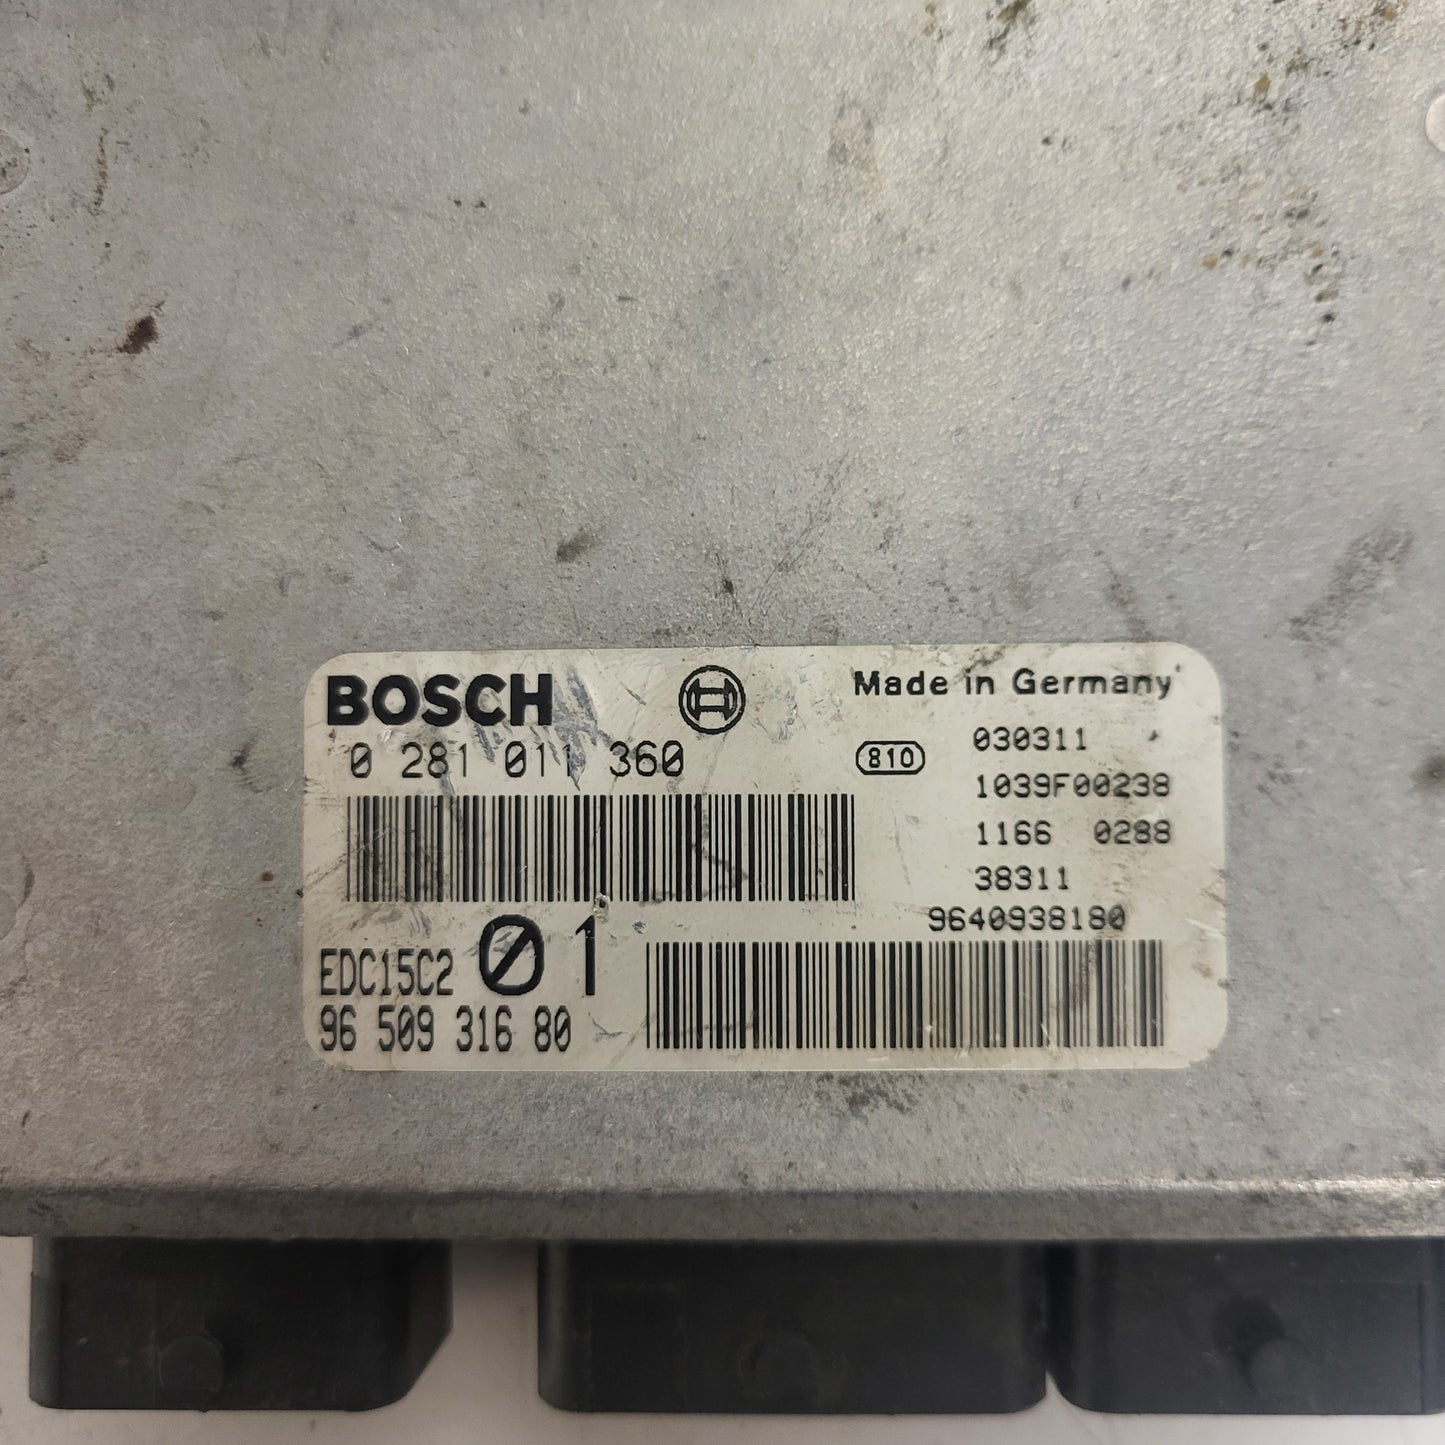 BOSCH
Made in Germany
0 281 011 360
810
030311
1039F00238
1166 0288
38311
9640938180
EDC15C2 01
96 509 316 80